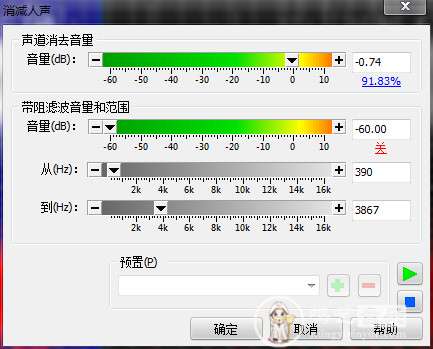 消减人声
声道消去音量
音量(dB): -0.74
-60 -50 -40 -30 -20 -10 0 10
91.83%
带阻滤波音量和范围
音量(dB): -60.00
-60 -50 -40 -30 -20 -10 0 10
关
从(Hz): 390
2k 4k 6k 8k 10k 12k 14k 16k
到(Hz): 3867
2k 4k 6k 8k 10k 12k 14k 16k
预置(P)
确定 取消 帮助